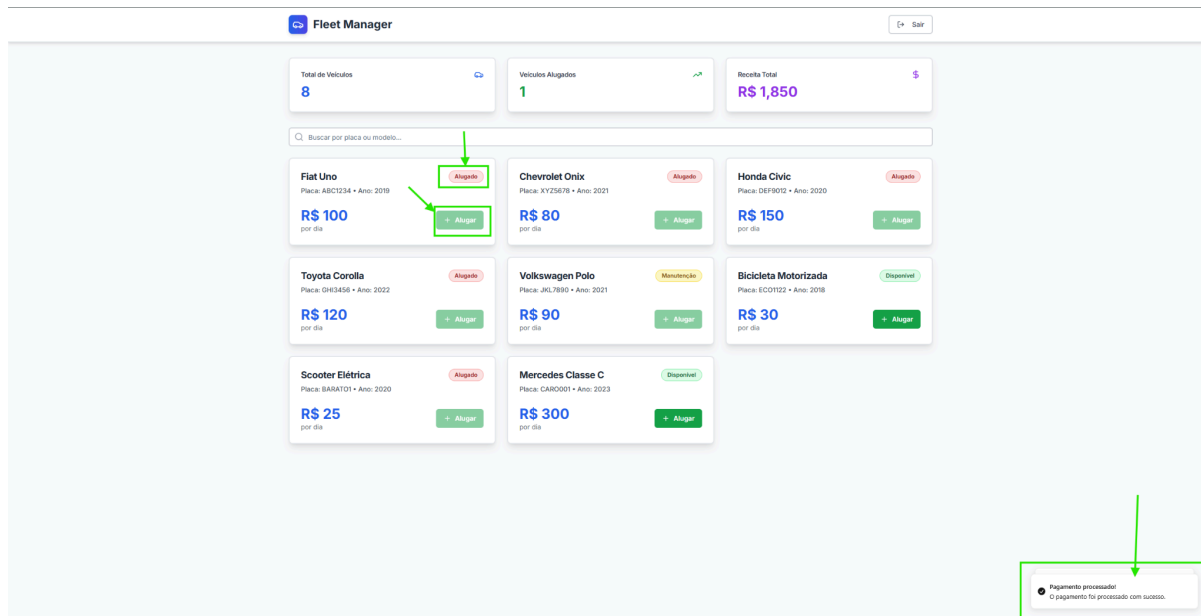 Fleet Manager
Sair
Total de Veículos
8
Veículos Alugados
1
Receita Total
R$ 1,850
Buscar por placa ou modelo...
Fiat Uno
Alugado
Placa: ABC1234 • Ano: 2019
R$ 100
por dia
+ Alugar
Chevrolet Onix
Alugado
Placa: XYZ5678 • Ano: 2021
R$ 80
por dia
+ Alugar
Honda Civic
Alugado
Placa: DEF9012 • Ano: 2020
R$ 150
por dia
+ Alugar
Toyota Corolla
Alugado
Placa: GHI3456 • Ano: 2022
R$ 120
por dia
+ Alugar
Volkswagen Polo
Manutenção
Placa: JKL7890 • Ano: 2021
R$ 90
por dia
+ Alugar
Bicicleta Motorizada
Disponível
Placa: ECO1122 • Ano: 2018
R$ 30
por dia
+ Alugar
Scooter Elétrica
Alugado
Placa: BARATO1 • Ano: 2020
R$ 25
por dia
+ Alugar
Mercedes Classe C
Disponível
Placa: CARO001 • Ano: 2023
R$ 300
por dia
+ Alugar
Pagamento processado!
O pagamento foi processado com sucesso.